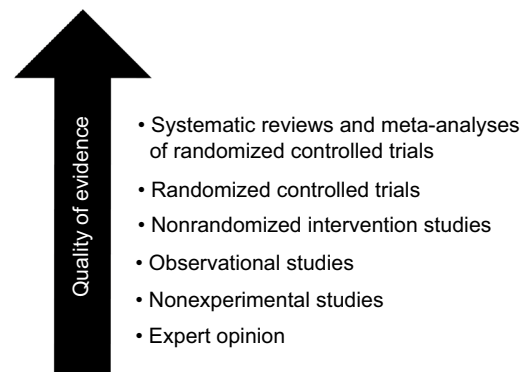 Quality of evidence
• Systematic reviews and meta-analyses
of randomized controlled trials
• Randomized controlled trials
• Nonrandomized intervention studies
• Observational studies
• Nonexperimental studies
• Expert opinion